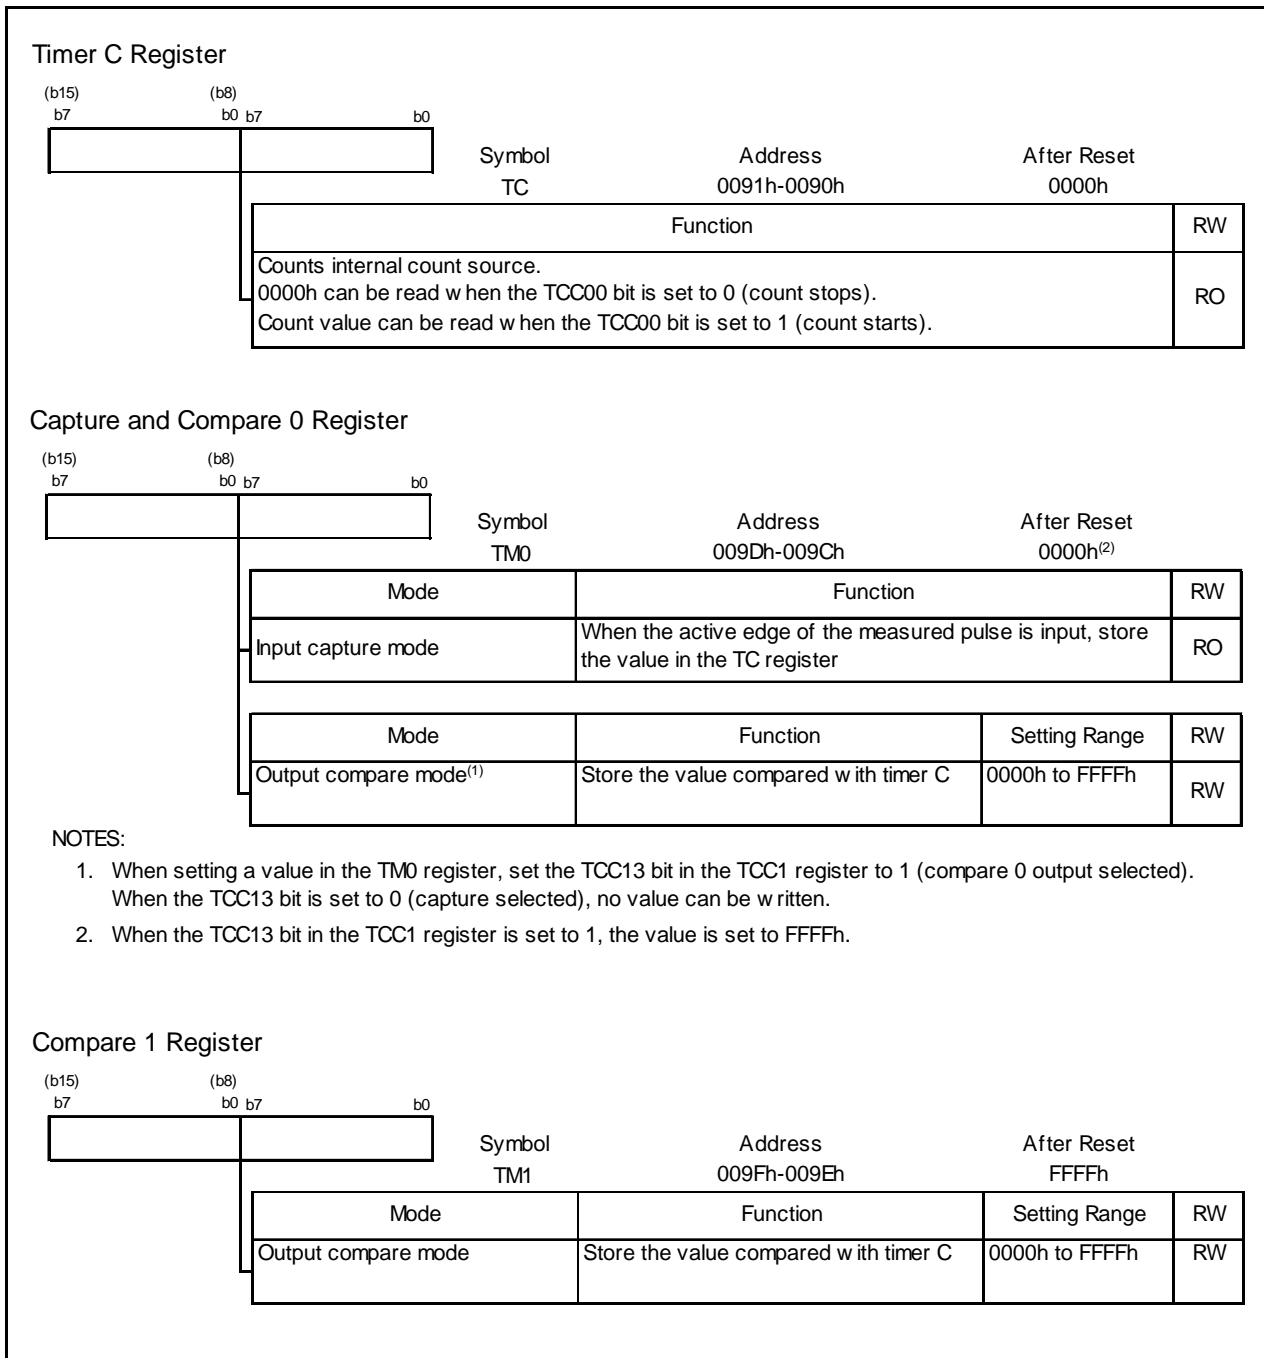 Timer C Register
(b15) (b8)
b7 b0 b7 b0
Symbol Address After Reset
TC 0091h-0090h 0000h
Function RW
Counts internal count source.
0000h can be read when the TCC00 bit is set to 0 (count stops).
Count value can be read when the TCC00 bit is set to 1 (count starts).
RO
Capture and Compare 0 Register
(b15) (b8)
b7 b0 b7 b0
Symbol Address After Reset
TM0 009Dh-009Ch 0000h(2)
Mode Function RW
Input capture mode
When the active edge of the measured pulse is input, store
the value in the TC register
RO
Mode Function Setting Range RW
Output compare mode(1) Store the value compared with timer C 0000h to FFFFh RW
NOTES:
1. When setting a value in the TM0 register, set the TCC13 bit in the TCC1 register to 1 (compare 0 output selected).
When the TCC13 bit is set to 0 (capture selected), no value can be written.
2. When the TCC13 bit in the TCC1 register is set to 1, the value is set to FFFFh.
Compare 1 Register
(b15) (b8)
b7 b0 b7 b0
Symbol Address After Reset
TM1 009Fh-009Eh FFFFh
Mode Function Setting Range RW
Output compare mode Store the value compared with timer C 0000h to FFFFh RW